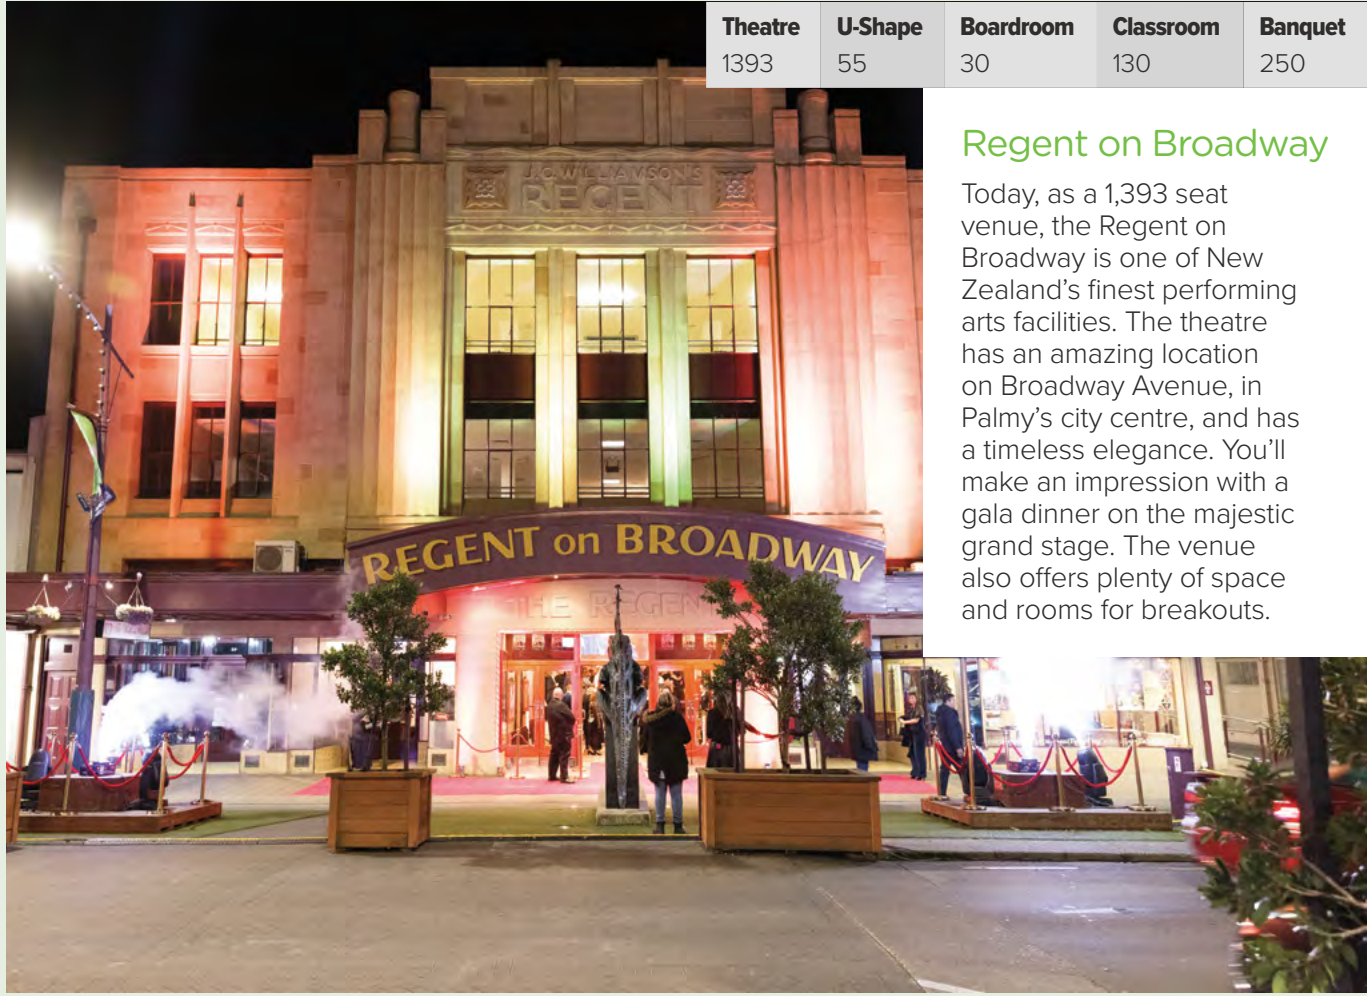 Theatre U-Shape Boardroom Classroom Banquet
1393 55 30 130 250
Regent on Broadway
Today, as a 1,393 seat
venue, the Regent on
Broadway is one of New
Zealand’s finest performing
arts facilities. The theatre
has an amazing location
on Broadway Avenue, in
Palmy’s city centre, and has
a timeless elegance. You’ll
make an impression with a
gala dinner on the majestic
grand stage. The venue
also offers plenty of space
and rooms for breakouts.
J.C. WILLIAMSON'S
REGENT
REGENT on BROADWAY
THE REGENT